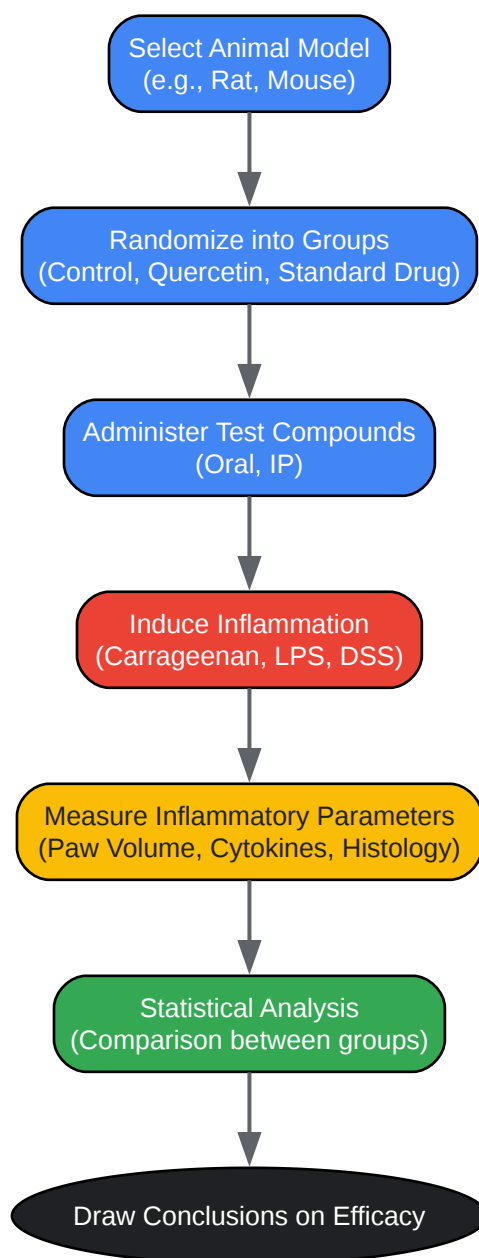 Select Animal Model
(e.g., Rat, Mouse)
Randomize into Groups
(Control, Quercetin, Standard Drug)
Administer Test Compounds
(Oral, IP)
Induce Inflammation
(Carrageenan, LPS, DSS)
Measure Inflammatory Parameters
(Paw Volume, Cytokines, Histology)
Statistical Analysis
(Comparison between groups)
Draw Conclusions on Efficacy